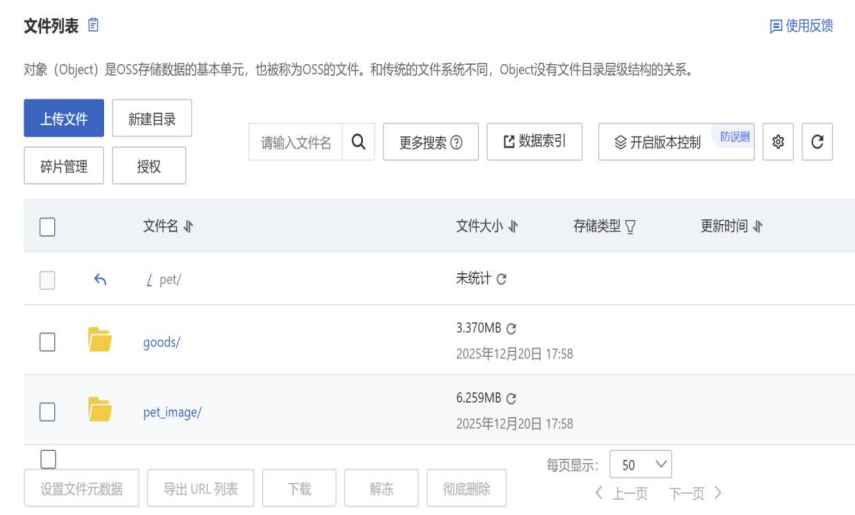 文件列表
使用反馈
对象（Object）是OSS存储数据的基本单元，也被称为OSS的文件。和传统的文件系统不同，Object没有文件目录层级结构的关系。
上传文件 新建目录
请输入文件名 更多搜索 数据索引 开启版本控制 防误删
碎片管理 授权
文件名 文件大小 存储类型 更新时间
/ pet/ 未统计
goods/ 3.370MB
2025年12月20日 17:58
pet_image/ 6.259MB
2025年12月20日 17:58
每页显示： 50
设置文件元数据 导出 URL 列表 下载 解冻 彻底删除
上一页 下一页